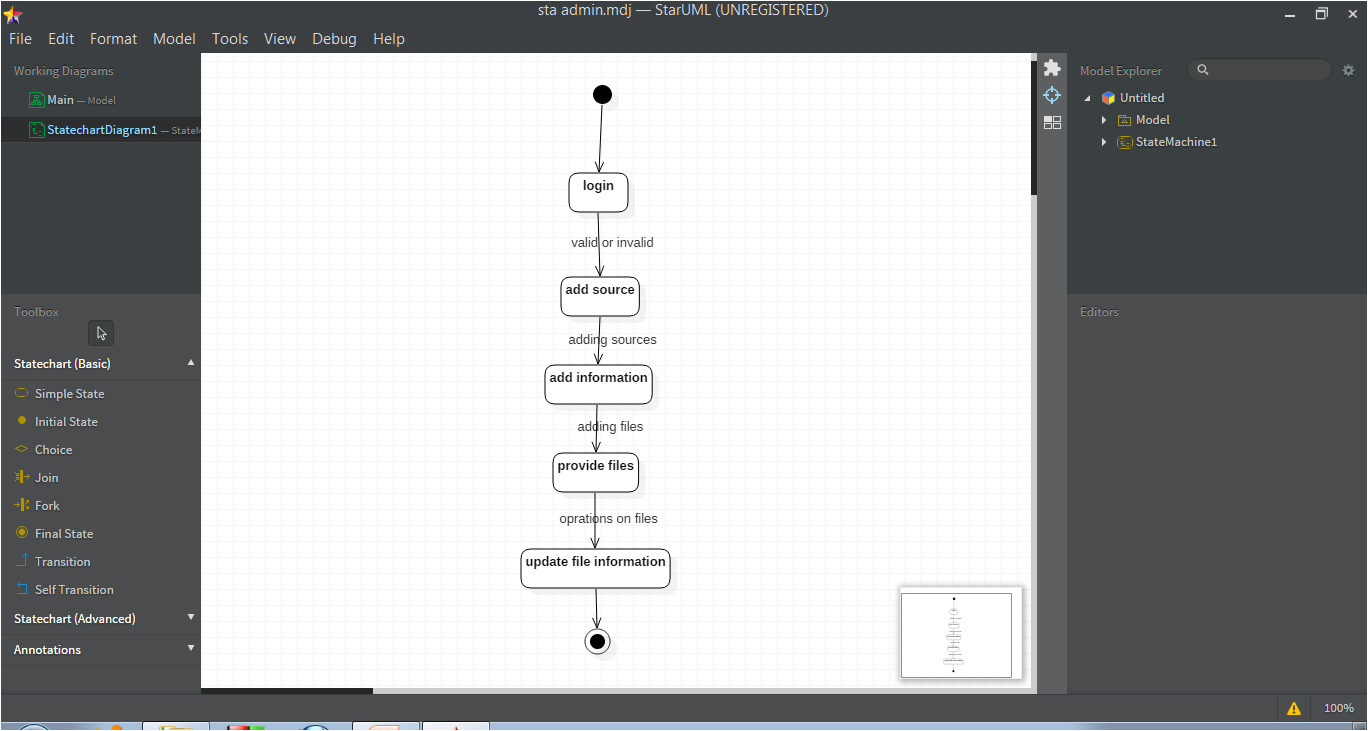 sta admin.mdj — StarUML (UNREGISTERED)
File Edit Format Model Tools View Debug Help
Working Diagrams
Main — Model
StatechartDiagram1 — StateM
Toolbox
Statechart (Basic)
Simple State
Initial State
Choice
Join
Fork
Final State
Transition
Self Transition
Statechart (Advanced)
Annotations
login
valid or invalid
add source
adding sources
add information
adding files
provide files
oprations on files
update file information
Model Explorer
Untitled
Model
StateMachine1
Editors
100%